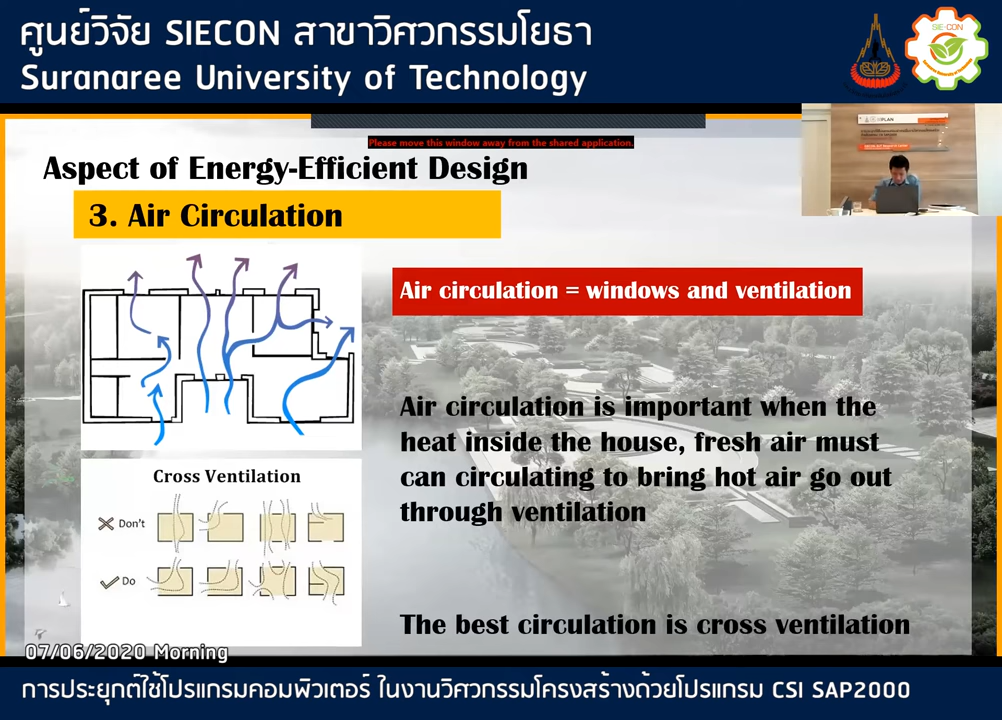 ศูนย์วิจัย SIECON สาขาวิศวกรรมโยธา
Suranaree University of Technology
SIE-CON
Please move this window away from the shared application.
Aspect of Energy-Efficient Design
3. Air Circulation
Air circulation = windows and ventilation
Air circulation is important when the
heat inside the house, fresh air must
can circulating to bring hot air go out
through ventilation
Cross Ventilation
Don't
Do
The best circulation is cross ventilation
07/06/2020 Morning
การประยุกต์ใช้โปรแกรมคอมพิวเตอร์ ในงานวิศวกรรมโครงสร้างด้วยโปรแกรม CSI SAP2000